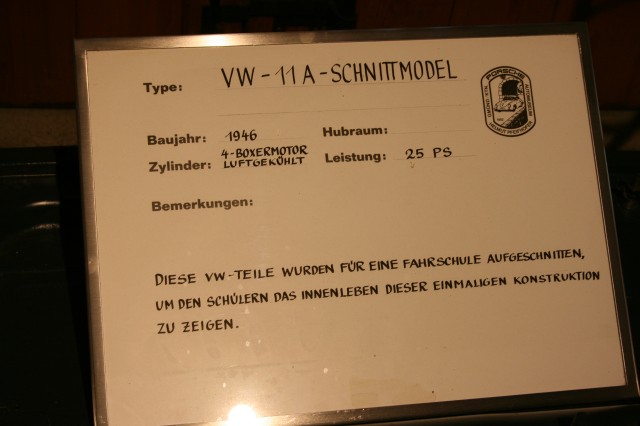 Type: VW-11A-SCHNITTMODEL
PORSCHE
Baujahr: 1946 Hubraum:
Zylinder: 4-BOXERMOTOR LUFTGEKÜHLT Leistung: 25 PS
Bemerkungen:
DIESE VW-TEILE WURDEN FÜR EINE FAHRSCHULE AUFGESCHNITTEN,
UM DEN SCHÜLERN DAS INNENLEBEN DIESER EINMALIGEN KONSTRUKTION
ZU ZEIGEN.